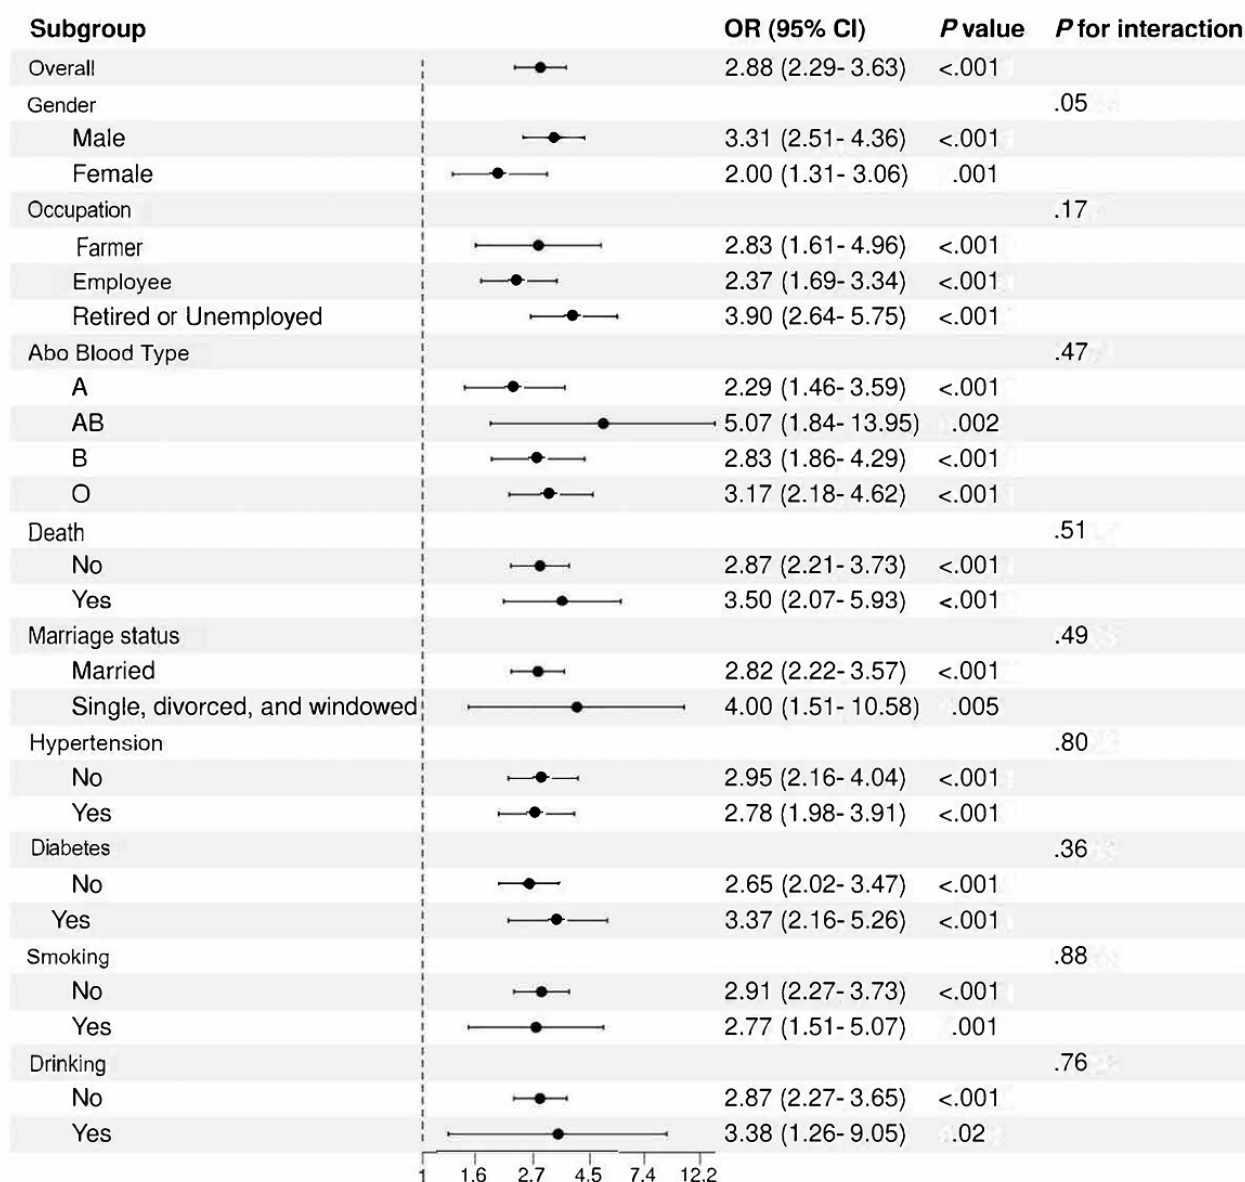 Subgroup OR (95% CI) P value P for interaction
Overall 2.88 (2.29- 3.63) <.001
Gender .05
Male 3.31 (2.51- 4.36) <.001
Female 2.00 (1.31- 3.06) .001
Occupation .17
Farmer 2.83 (1.61- 4.96) <.001
Employee 2.37 (1.69- 3.34) <.001
Retired or Unemployed 3.90 (2.64- 5.75) <.001
Abo Blood Type .47
A 2.29 (1.46- 3.59) <.001
AB 5.07 (1.84- 13.95) .002
B 2.83 (1.86- 4.29) <.001
O 3.17 (2.18- 4.62) <.001
Death .51
No 2.87 (2.21- 3.73) <.001
Yes 3.50 (2.07- 5.93) <.001
Marriage status .49
Married 2.82 (2.22- 3.57) <.001
Single, divorced, and windowed 4.00 (1.51- 10.58) .005
Hypertension .80
No 2.95 (2.16- 4.04) <.001
Yes 2.78 (1.98- 3.91) <.001
Diabetes .36
No 2.65 (2.02- 3.47) <.001
Yes 3.37 (2.16- 5.26) <.001
Smoking .88
No 2.91 (2.27- 3.73) <.001
Yes 2.77 (1.51- 5.07) .001
Drinking .76
No 2.87 (2.27- 3.65) <.001
Yes 3.38 (1.26- 9.05) .02
1 1.6 2.7 4.5 7.4 12.2